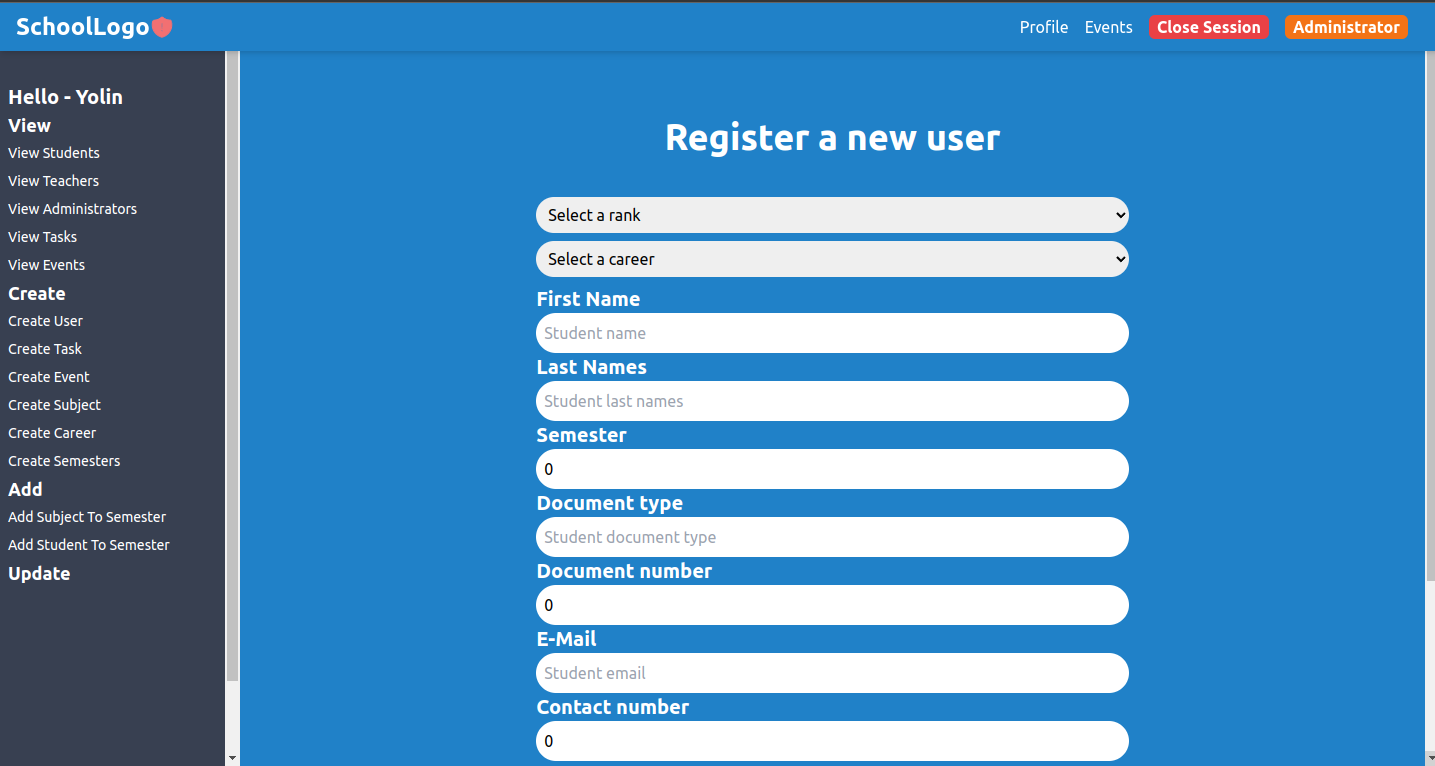 SchoolLogo
Profile Events Close Session Administrator
Hello - Yolin
View
View Students
View Teachers
View Administrators
View Tasks
View Events
Create
Create User
Create Task
Create Event
Create Subject
Create Career
Create Semesters
Add
Add Subject To Semester
Add Student To Semester
Update
Register a new user
Select a rank
Select a career
First Name
Student name
Last Names
Student last names
Semester
0
Document type
Student document type
Document number
0
E-Mail
Student email
Contact number
0